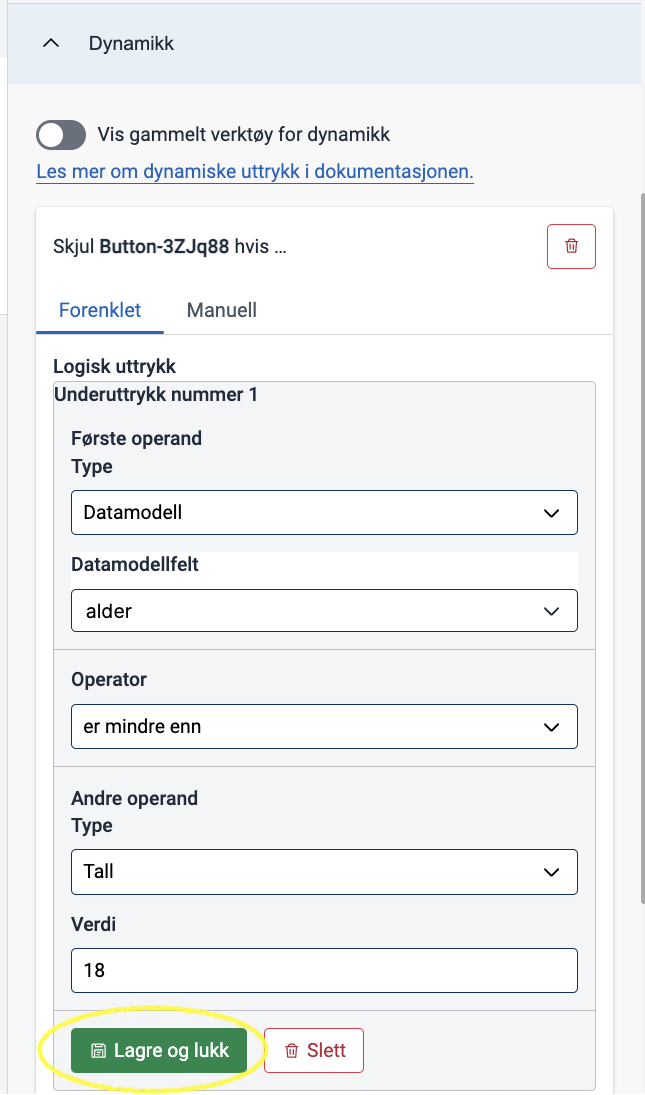 Dynamikk
Vis gammelt verktøy for dynamikk
Les mer om dynamiske uttrykk i dokumentasjonen.
Skjul Button-3ZJq88 hvis ...
Forenklet Manuell
Logisk uttrykk
Underuttrykk nummer 1
Første operand
Type
Datamodell
Datamodellfelt
alder
Operator
er mindre enn
Andre operand
Type
Tall
Verdi
18
Lagre og lukk Slett